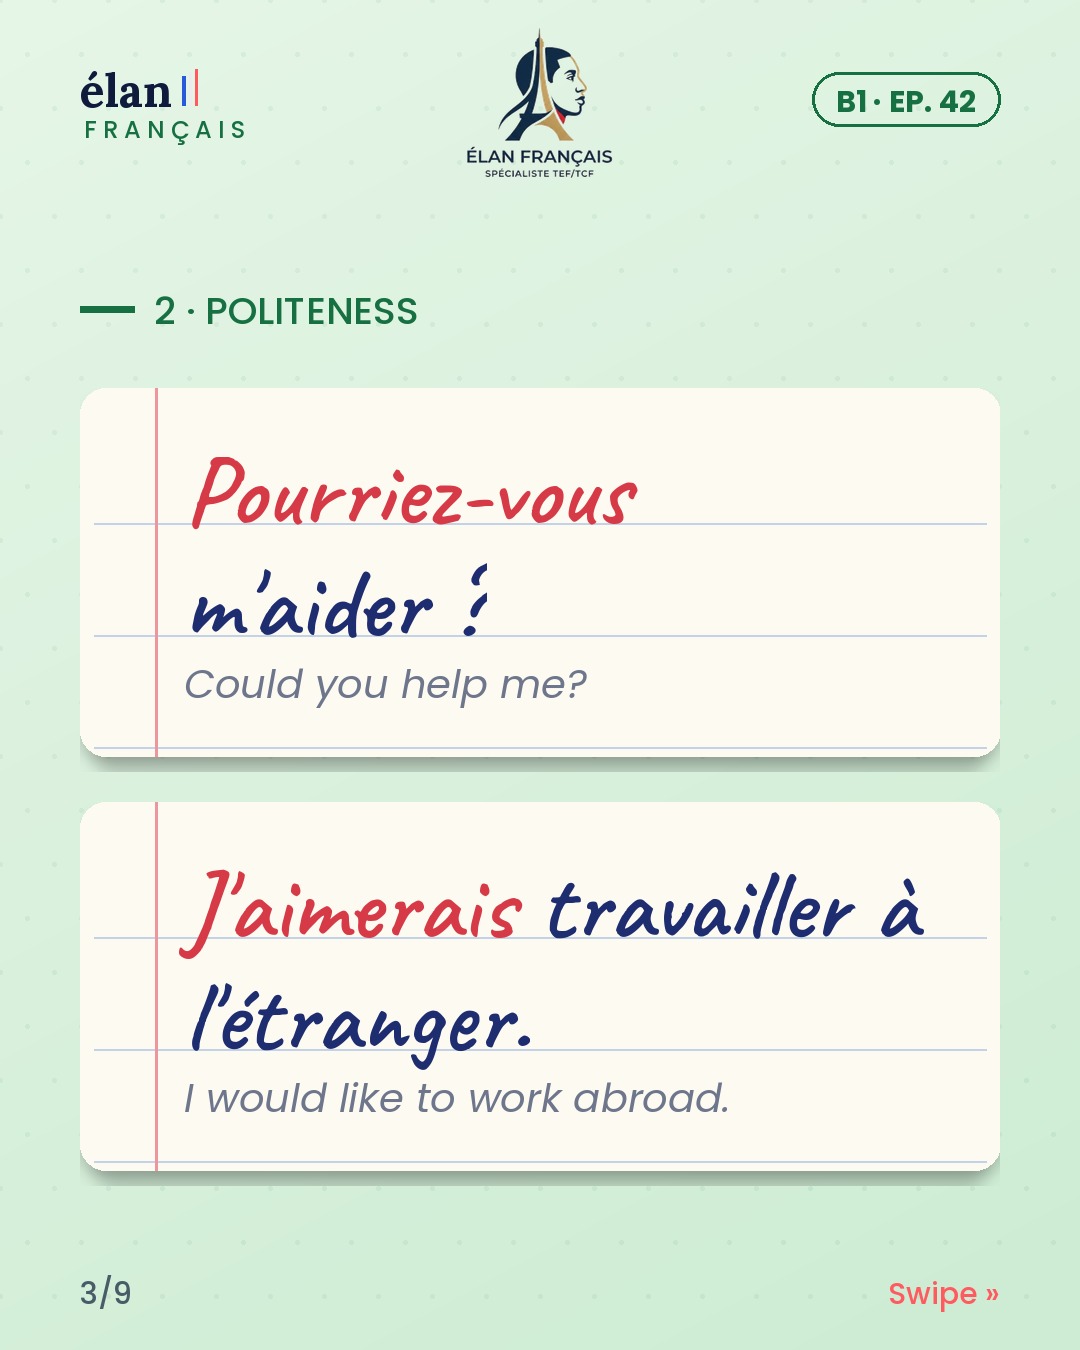 élan
FRANÇAIS
ÉLAN FRANÇAIS
SPÉCIALISTE TEF/TCF
B1 · EP. 42
2 · POLITENESS
Pourriez-vous
m'aider ?
Could you help me?
J'aimerais travailler à
l'étranger.
I would like to work abroad.
3/9
Swipe »